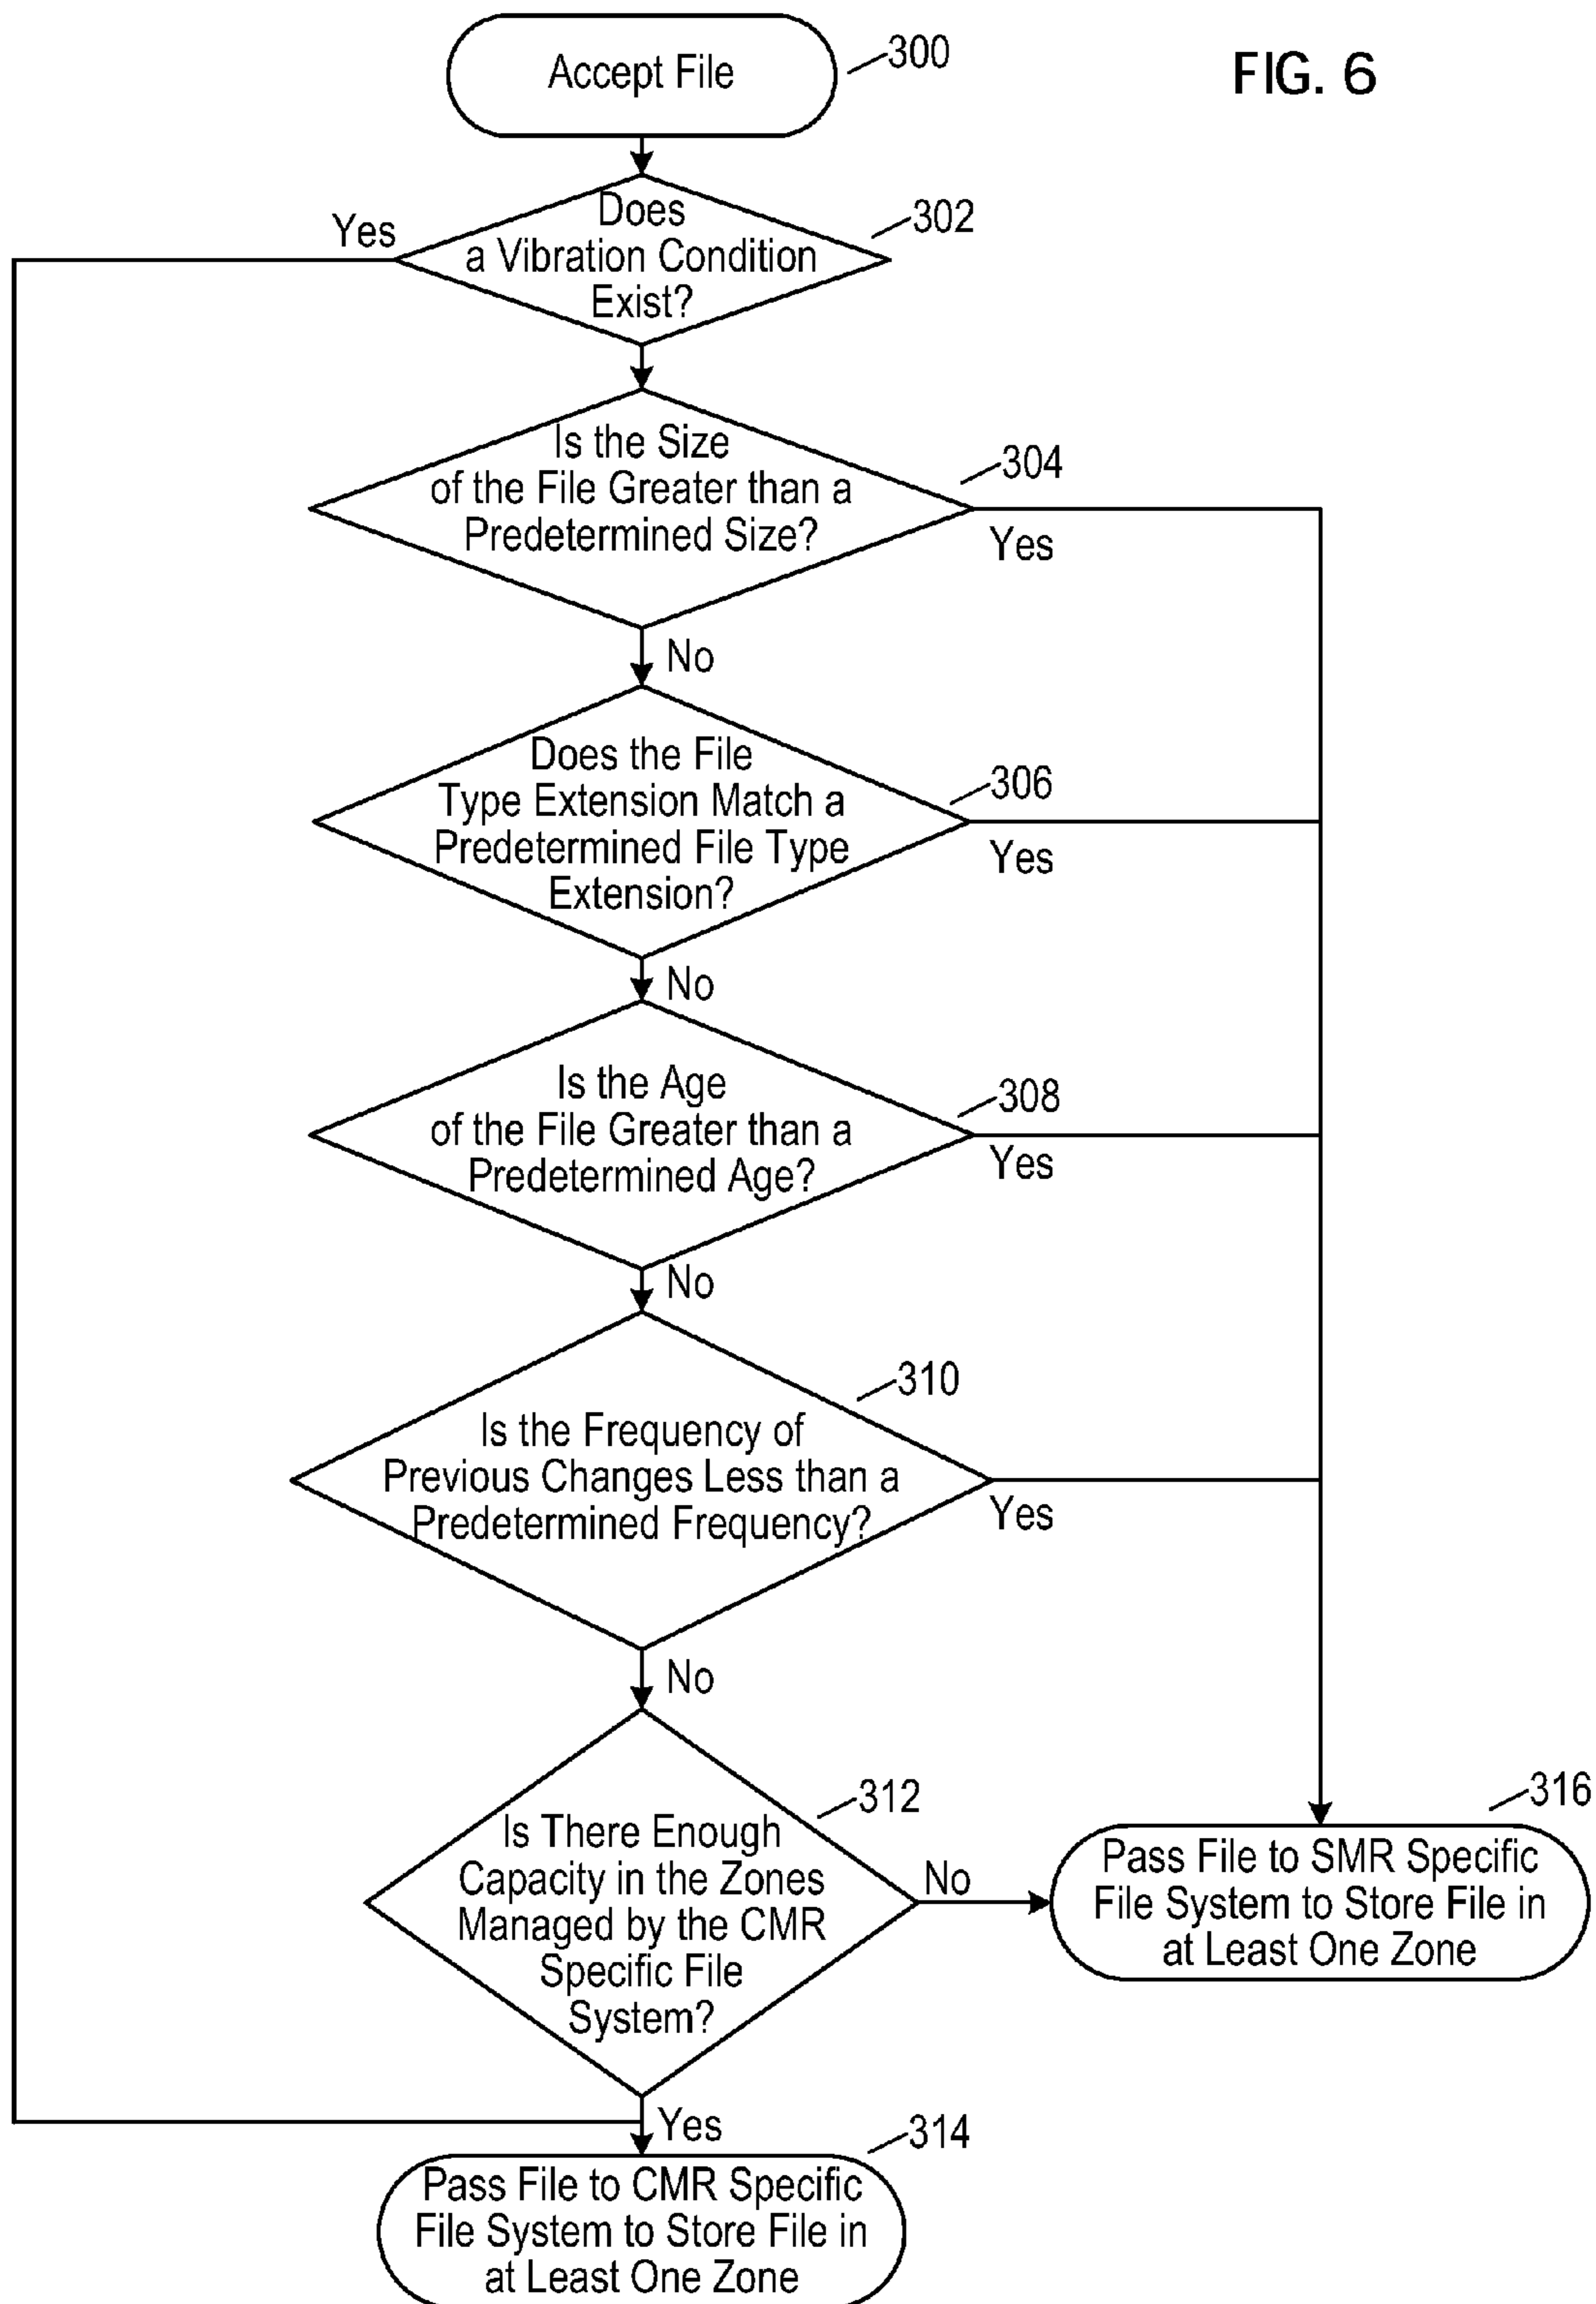 FIG. 6
Accept File
300
Does
a Vibration Condition
Exist?
302
Yes
Is the Size
of the File Greater than a
Predetermined Size?
304
Yes
No
Does the File
Type Extension Match a
Predetermined File Type
Extension?
306
Yes
No
Is the Age
of the File Greater than a
Predetermined Age?
308
Yes
No
Is the Frequency of
Previous Changes Less than a
Predetermined Frequency?
310
Yes
No
Is There Enough
Capacity in the Zones
Managed by the CMR
Specific File
System?
312
No
Yes
316
Pass File to SMR Specific
File System to Store File in
at Least One Zone
314
Pass File to CMR Specific
File System to Store File in
at Least One Zone